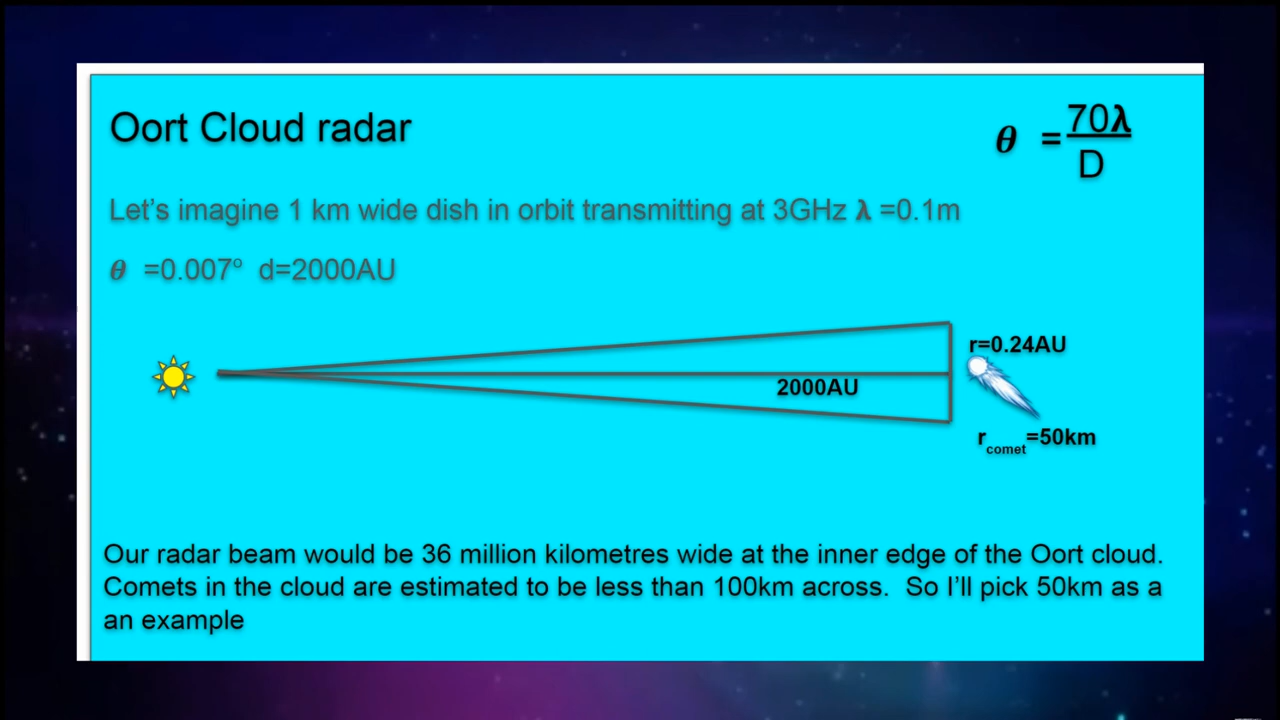 Oort Cloud radar
θ = 70λ
D
Let's imagine 1 km wide dish in orbit transmitting at 3GHz λ =0.1m
θ =0.007° d=2000AU
r=0.24AU
2000AU
rcomet=50km
Our radar beam would be 36 million kilometres wide at the inner edge of the Oort cloud.
Comets in the cloud are estimated to be less than 100km across. So I'll pick 50km as a
an example